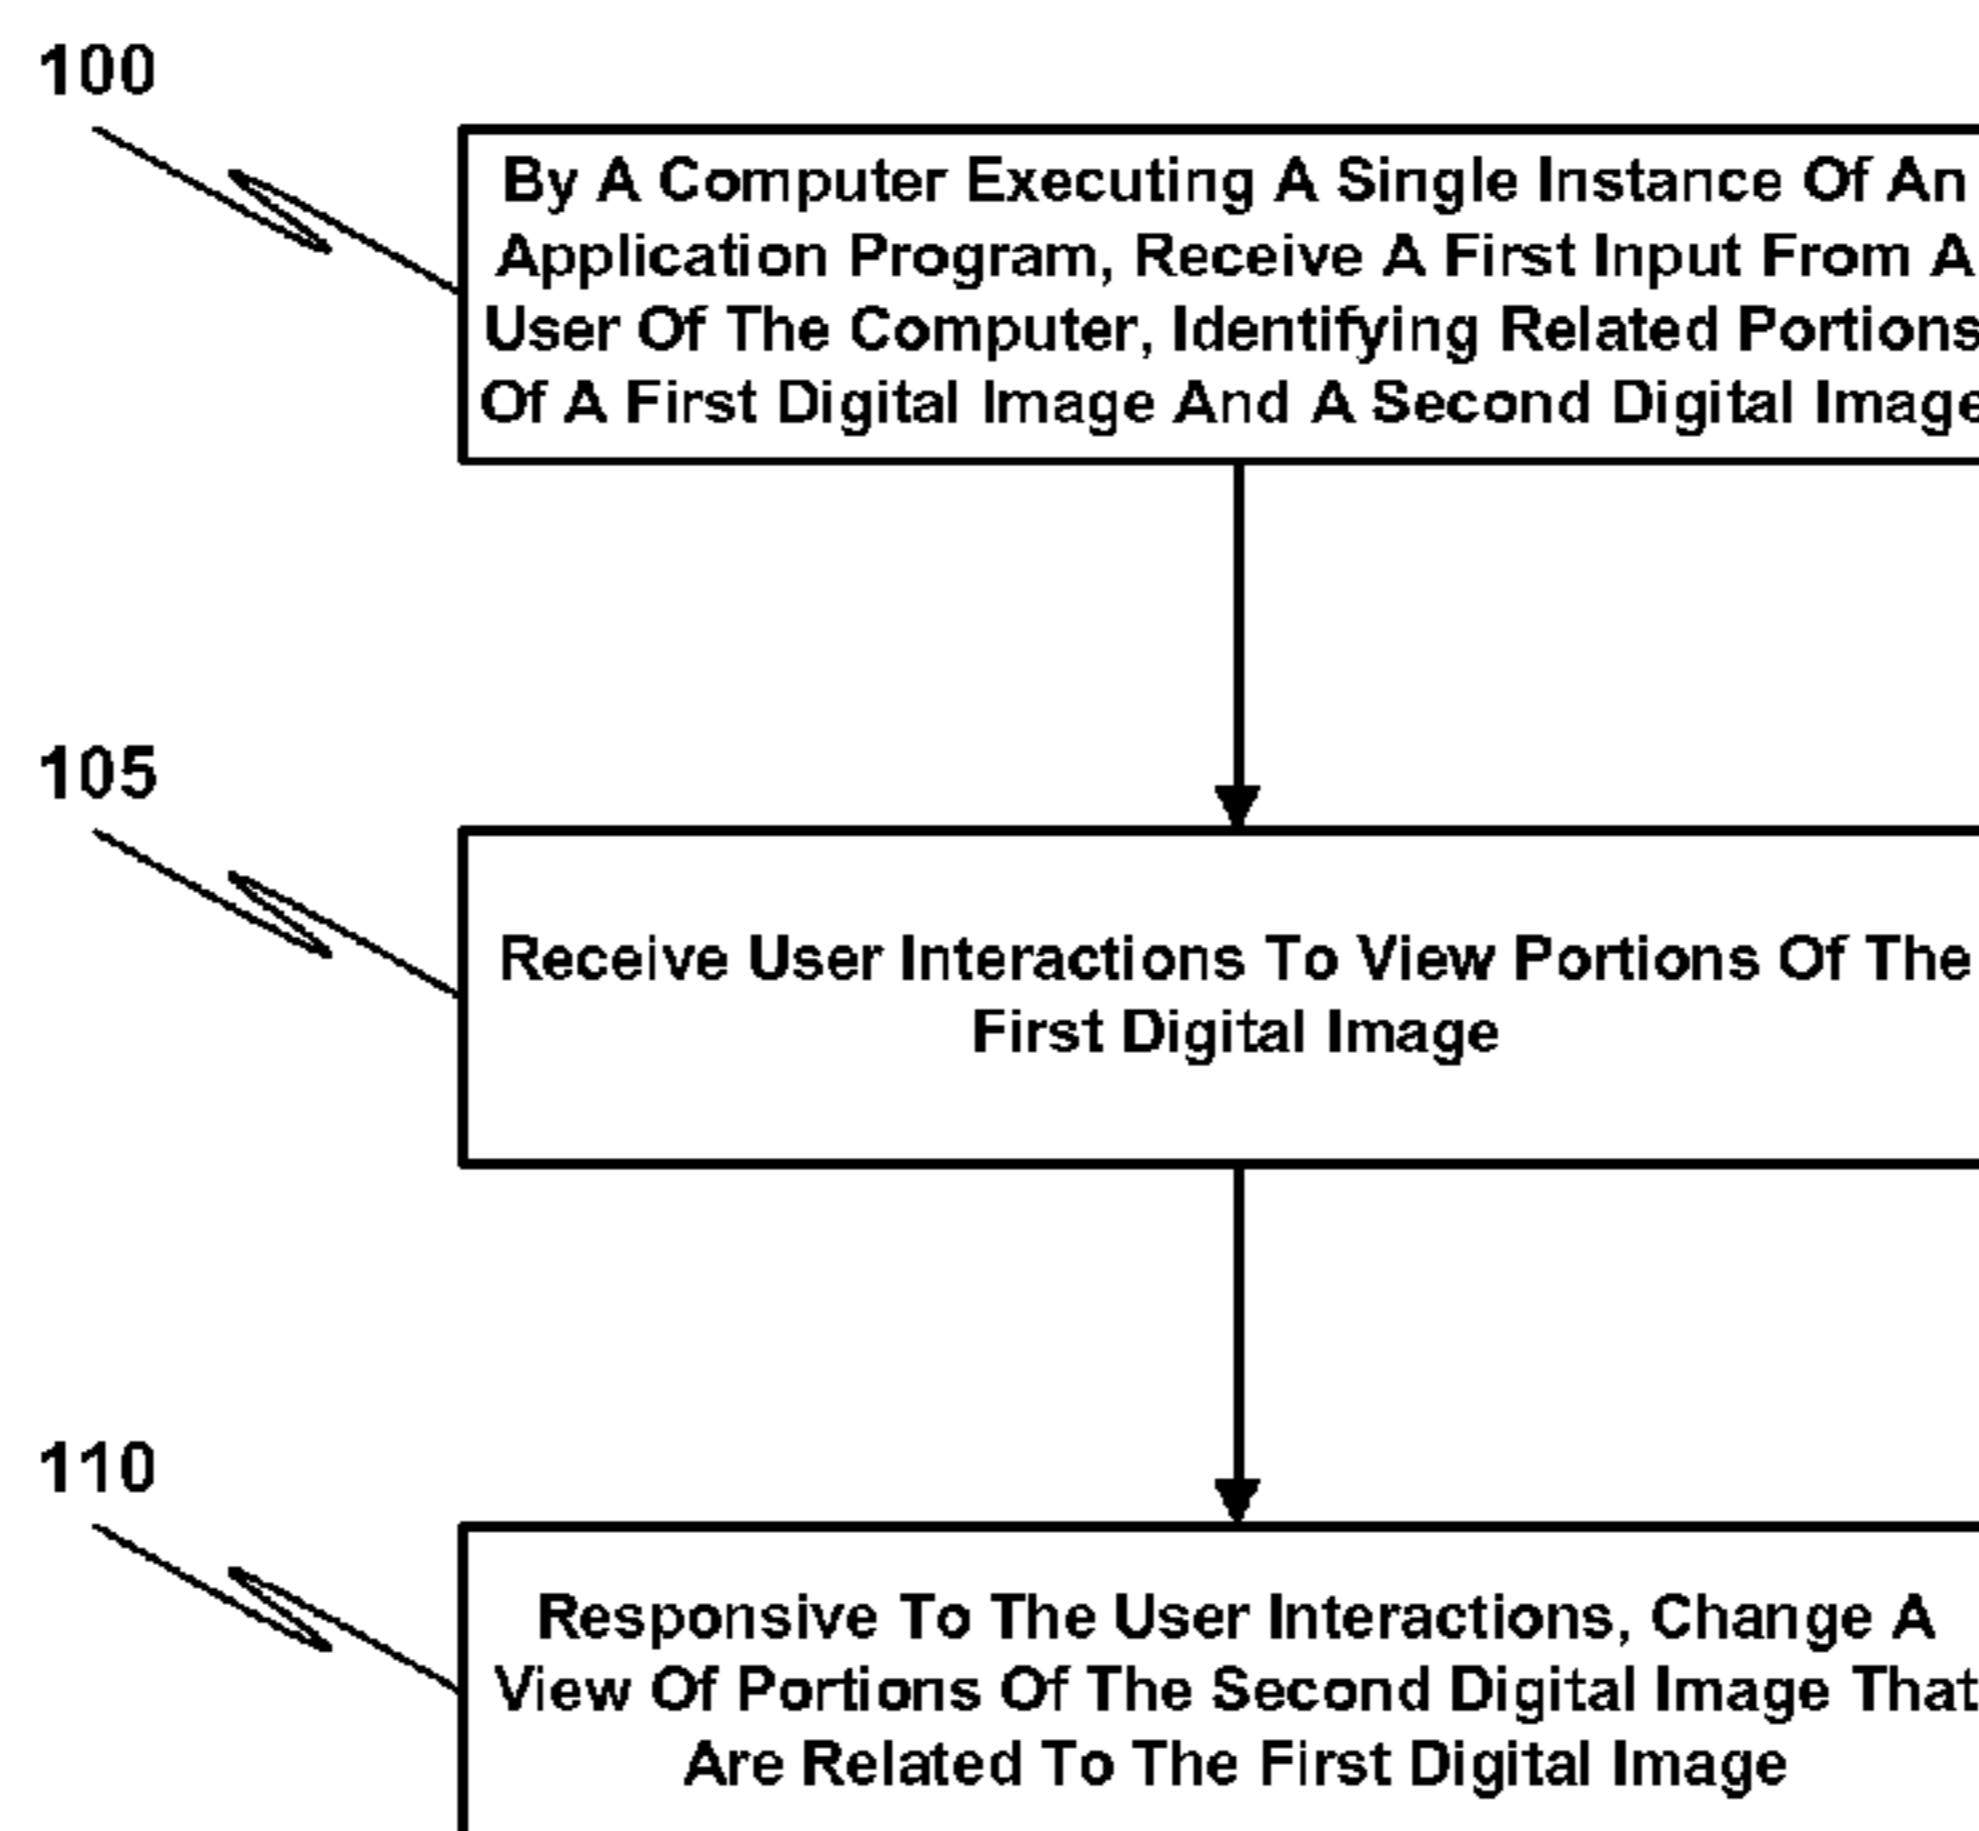 100
By A Computer Executing A Single Instance Of An
Application Program, Receive A First Input From A
User Of The Computer, Identifying Related Portions
Of A First Digital Image And A Second Digital Image
105
Receive User Interactions To View Portions Of The
First Digital Image
110
Responsive To The User Interactions, Change A
View Of Portions Of The Second Digital Image That
Are Related To The First Digital Image